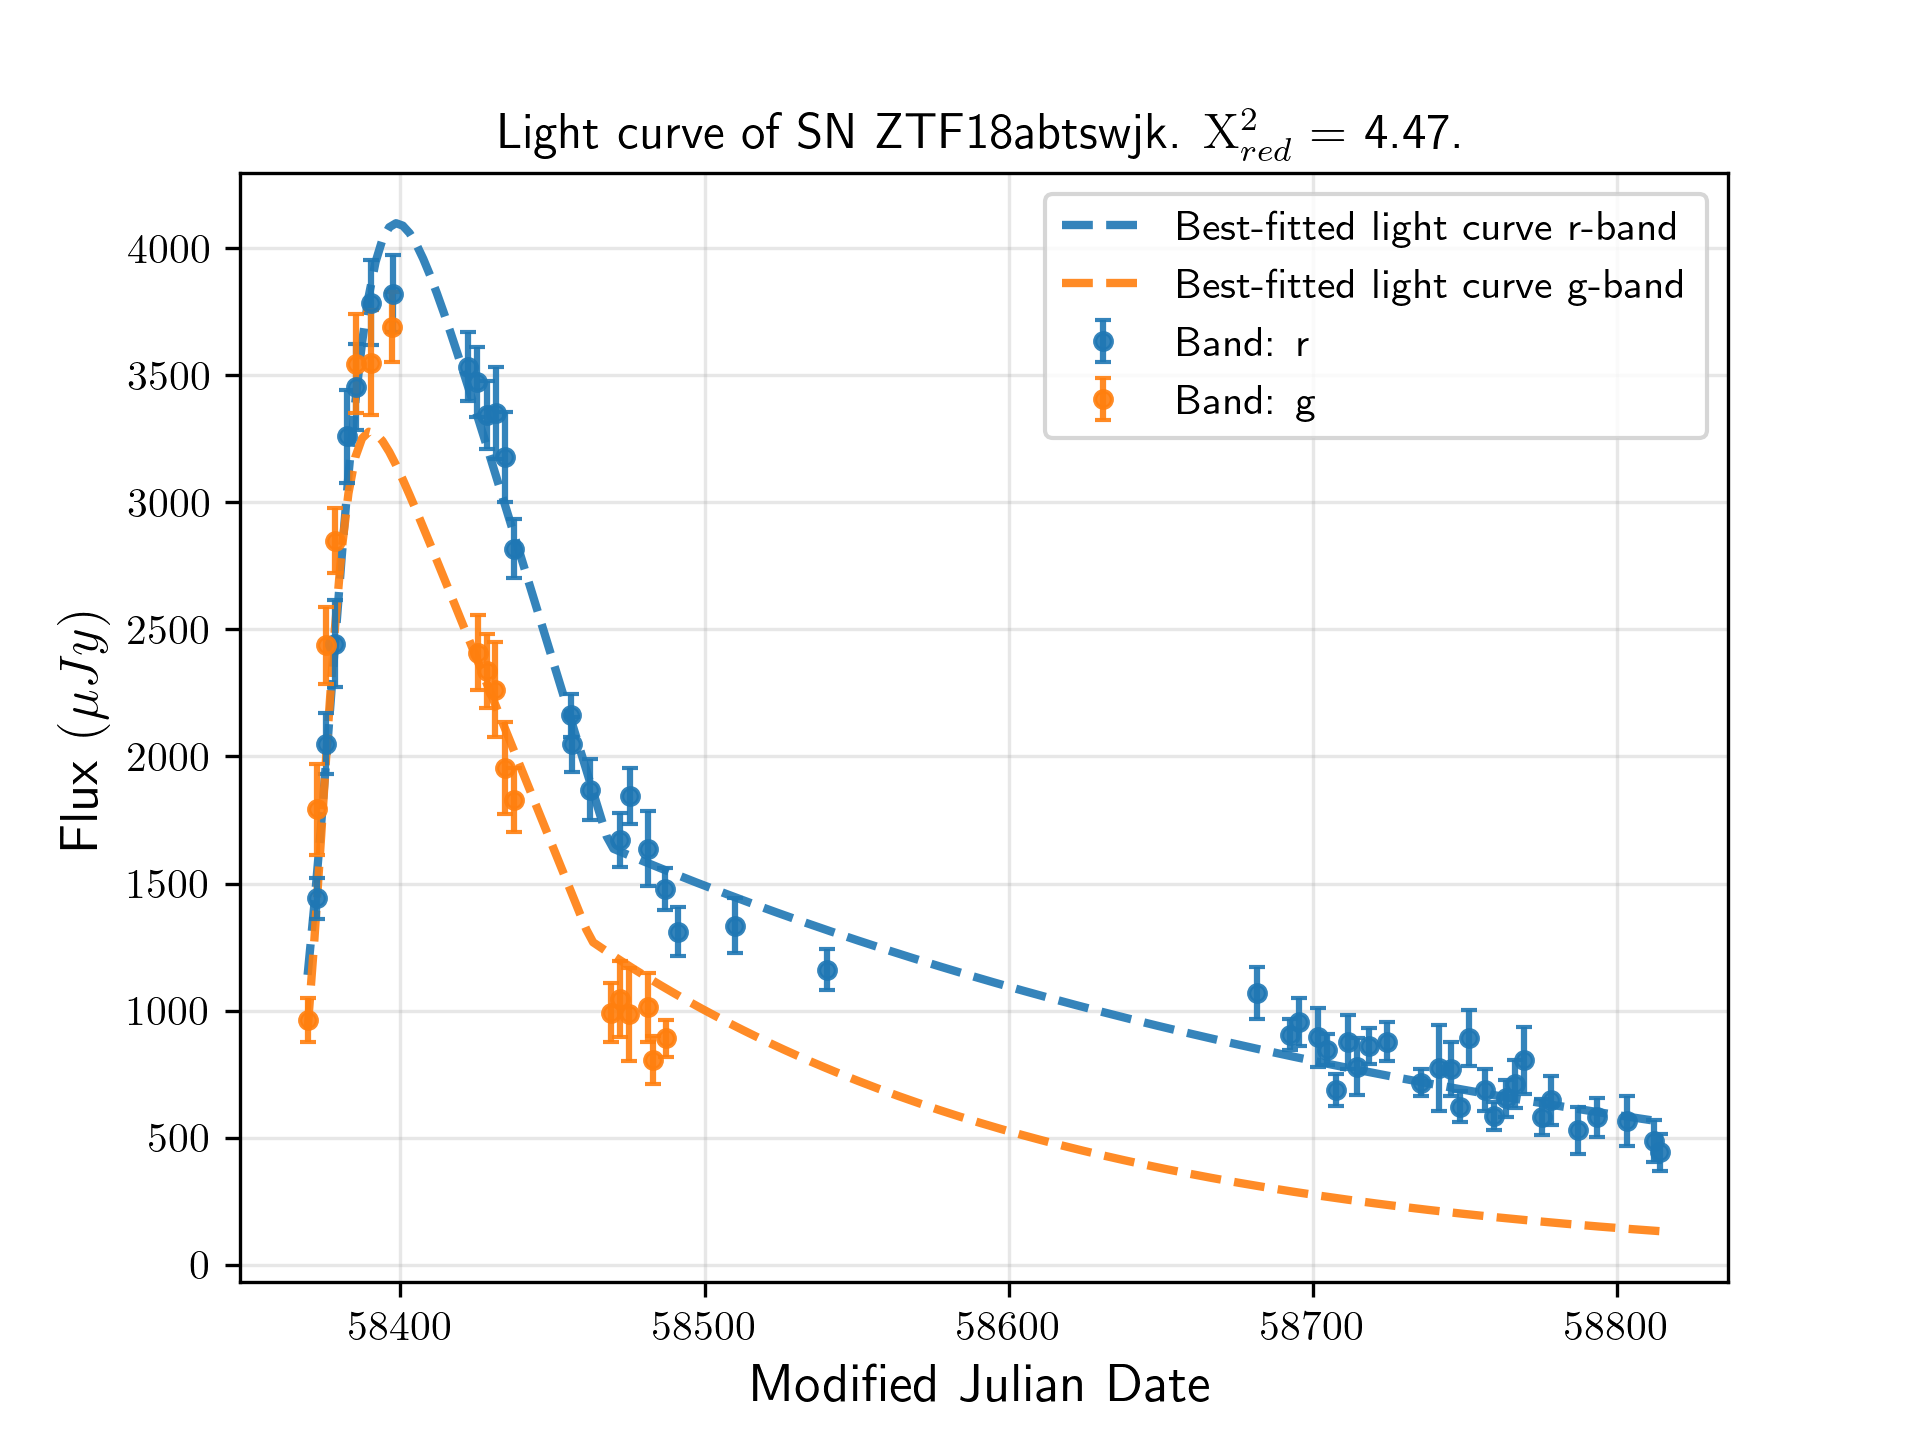 Light curve of SN ZTF18abtswjk. X²_red = 4.47.
Best-fitted light curve r-band
Best-fitted light curve g-band
Band: r
Band: g
4000
3500
3000
2500
2000
1500
1000
500
0
Flux (μJy)
58400 58500 58600 58700 58800
Modified Julian Date